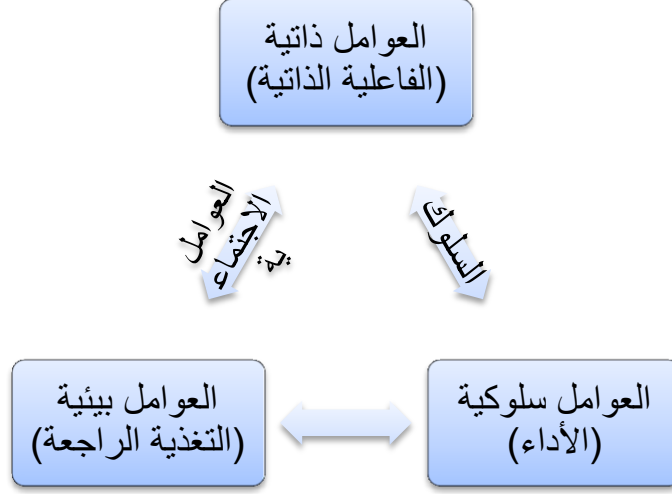 العوامل ذاتية
(الفاعلية الذاتية)
السلوك
العوامل
الاجتماع
ية
العوامل سلوكية
(الأداء)
العوامل بيئية
(التغذية الراجعة)